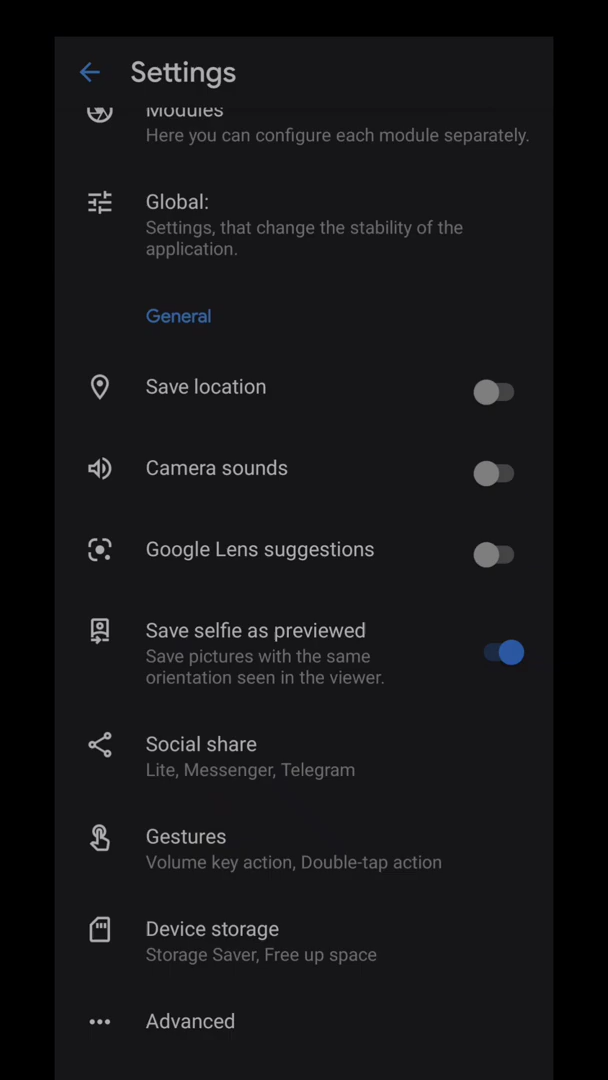 Settings
Modules
Here you can configure each module separately.
Global:
Settings, that change the stability of the
application.
General
Save location
Camera sounds
Google Lens suggestions
Save selfie as previewed
Save pictures with the same
orientation seen in the viewer.
Social share
Lite, Messenger, Telegram
Gestures
Volume key action, Double-tap action
Device storage
Storage Saver, Free up space
Advanced